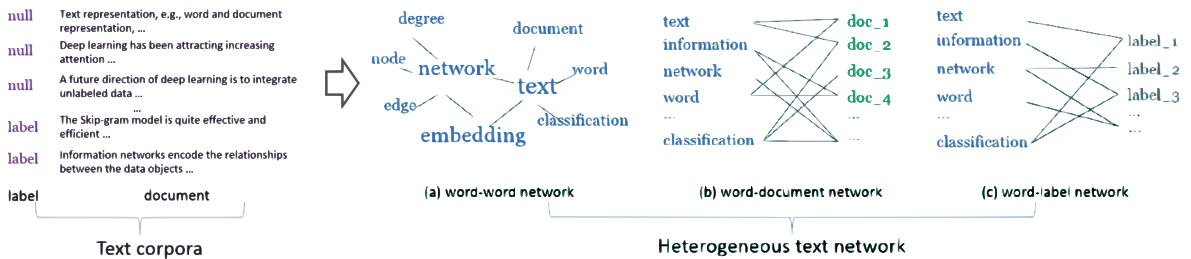 null Text representation, e.g., word and document
representation, ...
null Deep learning has been attracting increasing
attention ...
null A future direction of deep learning is to integrate
unlabeled data ...
...
label The Skip-gram model is quite effective and
efficient ...
label Information networks encode the relationships
between the data objects ...
label document
Text corpora
degree
document
node
network
word
text
edge
classification
embedding
(a) word-word network
text
information
network
word
...
classification
doc_1
doc_2
doc_3
doc_4
...
...
(b) word-document network
text
information
network
word
...
classification
label_1
label_2
label_3
...
...
(c) word-label network
Heterogeneous text network